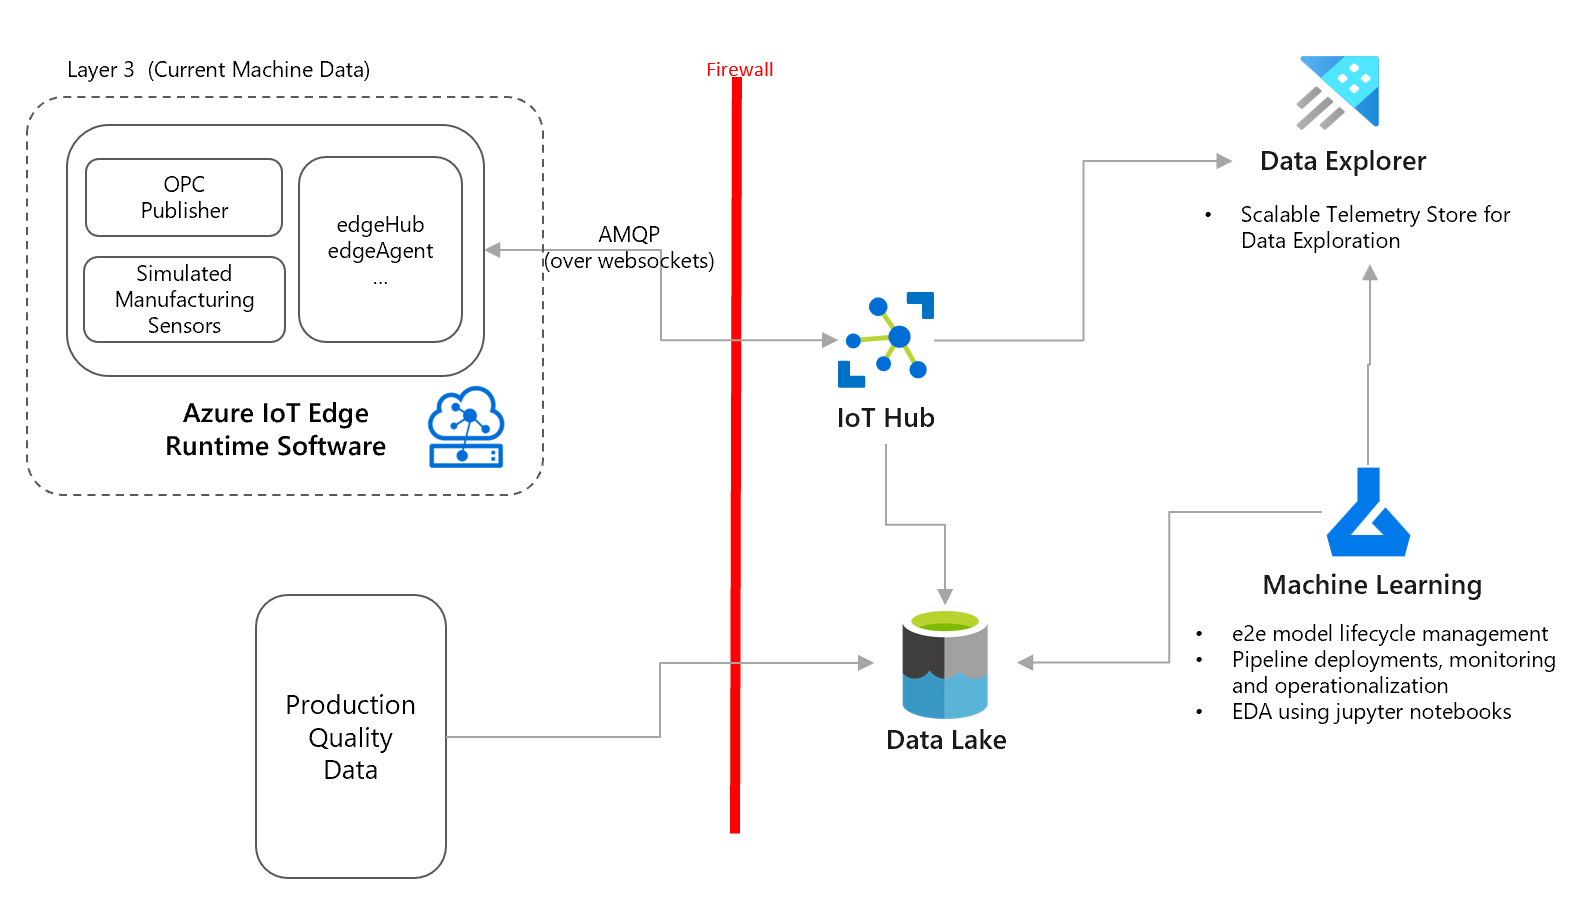 Layer 3  (Current Machine Data)
Firewall
OPC
Publisher
Simulated
Manufacturing
Sensors
edgeHub
edgeAgent
...
AMQP
(over websockets)
Azure IoT Edge
Runtime Software
IoT Hub
Data Explorer
• Scalable Telemetry Store for
Data Exploration
Machine Learning
• e2e model lifecycle management
• Pipeline deployments, monitoring
and operationalization
• EDA using jupyter notebooks
Production
Quality
Data
Data Lake